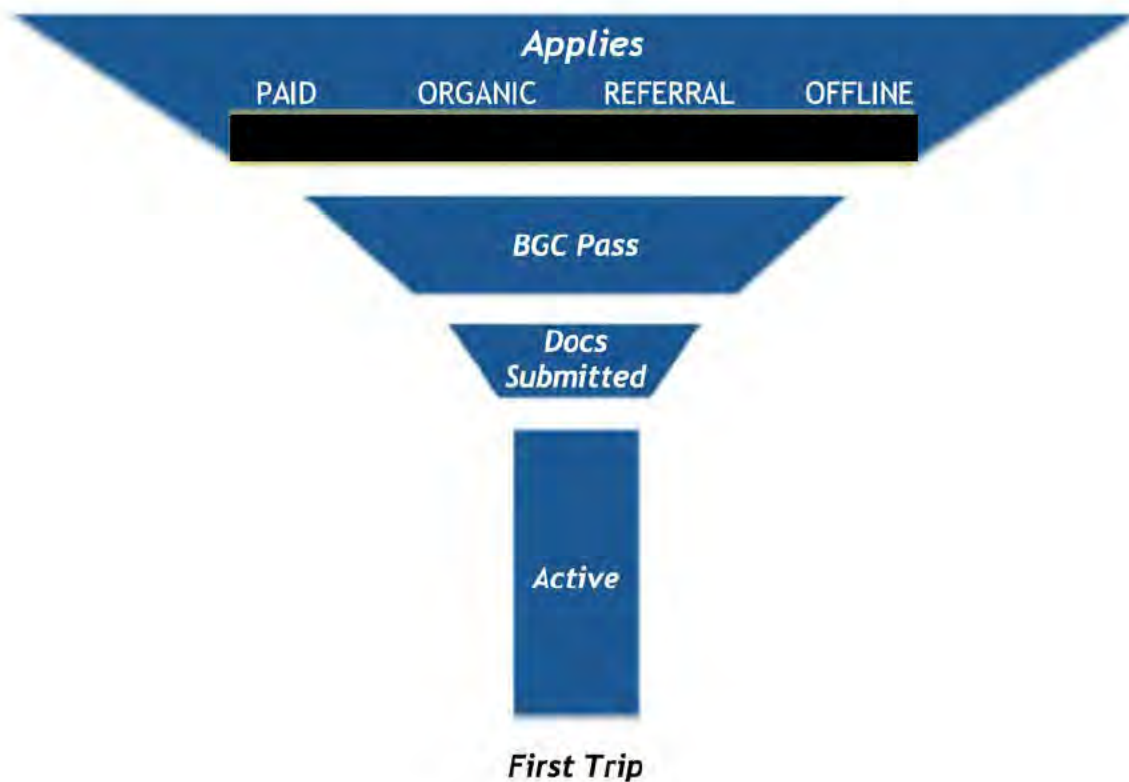 Applies
PAID ORGANIC REFERRAL OFFLINE
BGC Pass
Docs
Submitted
Active
First Trip